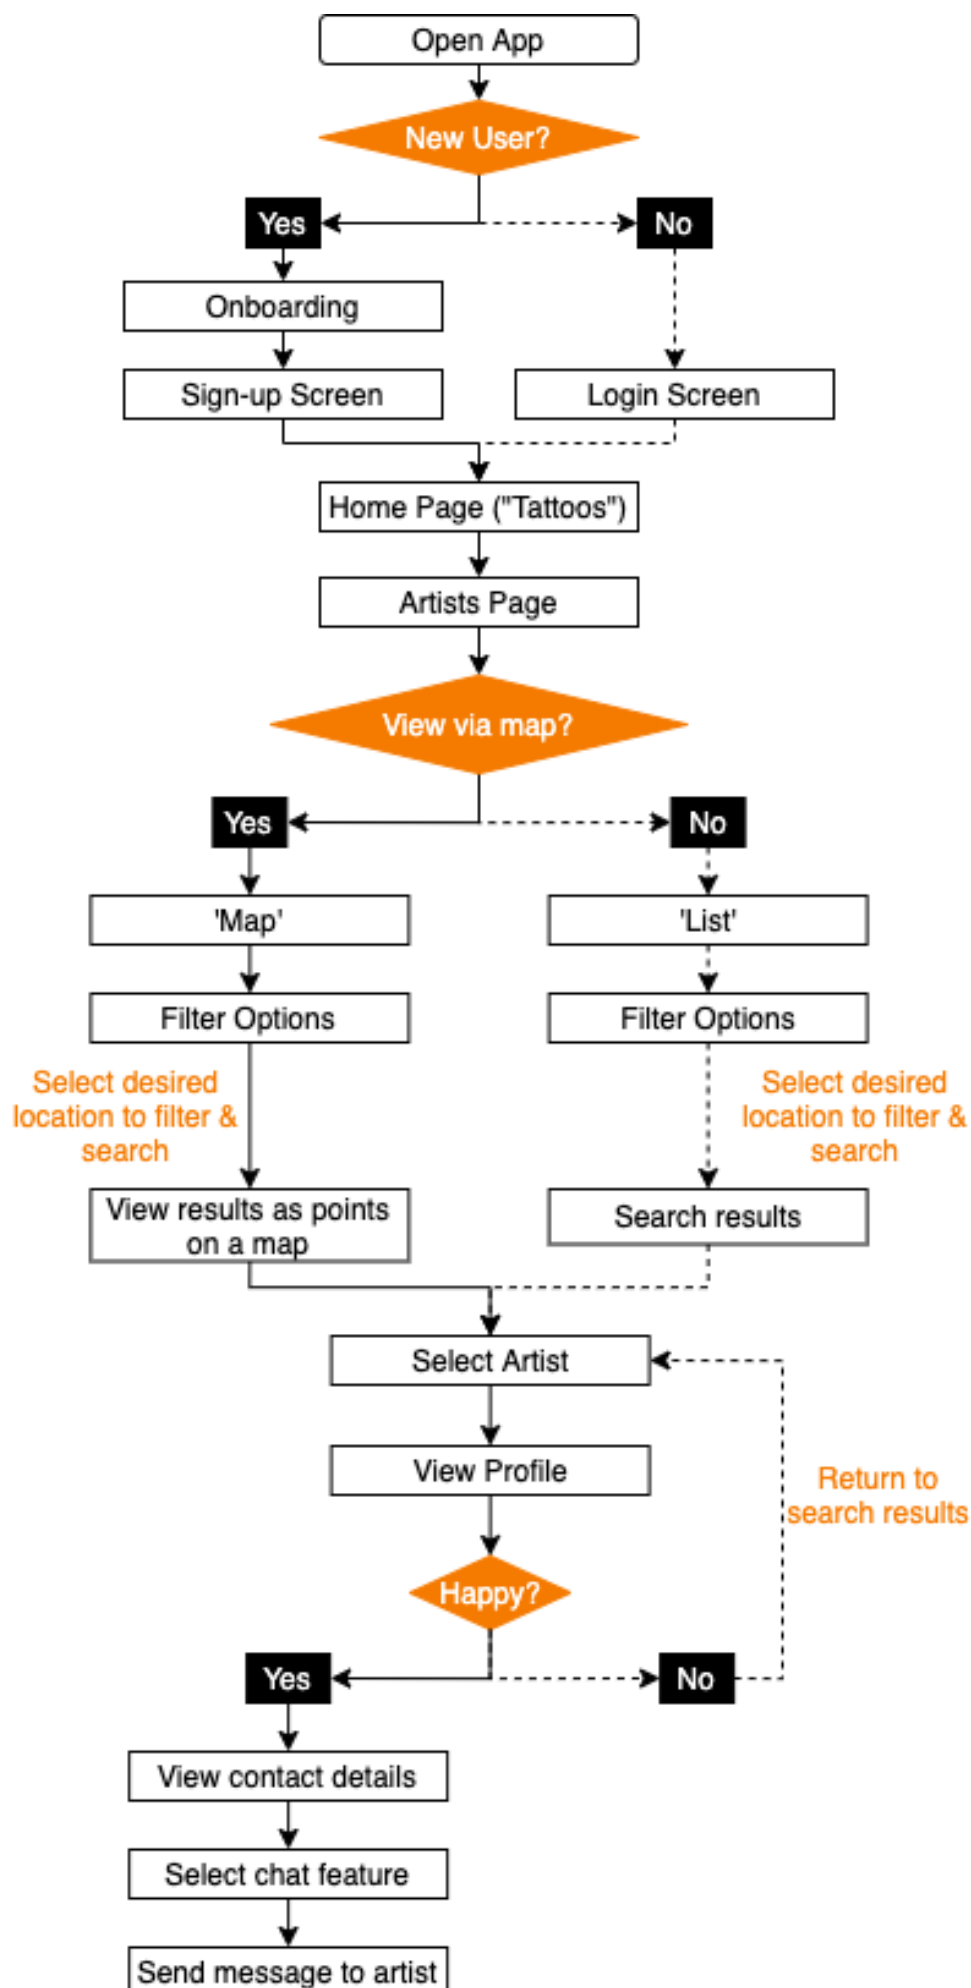 Open App
New User?
Yes
No
Onboarding
Sign-up Screen
Login Screen
Home Page ("Tattoos")
Artists Page
View via map?
Yes
No
'Map'
'List'
Filter Options
Filter Options
Select desired
location to filter &
search
Select desired
location to filter &
search
View results as points
on a map
Search results
Select Artist
View Profile
Return to
search results
Happy?
Yes
No
View contact details
Select chat feature
Send message to artist